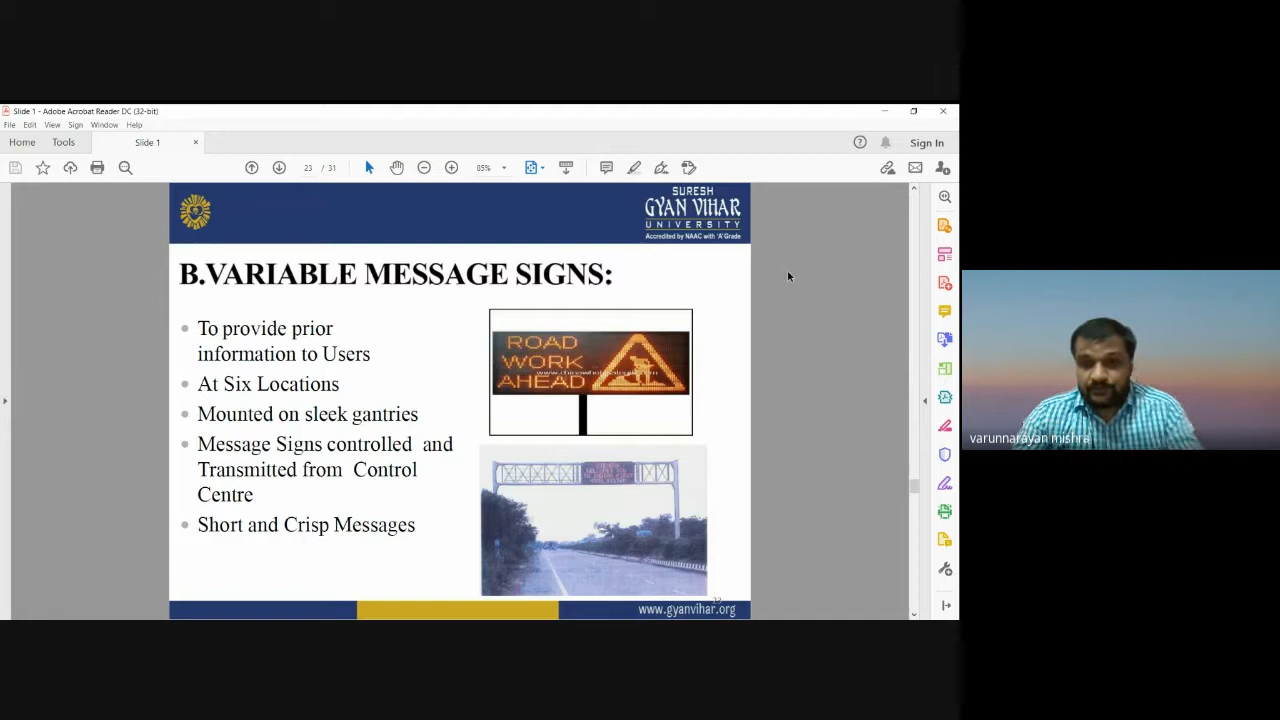 Slide 1 - Adobe Acrobat Reader DC (32-bit)
File Edit View Sign Window Help
Home Tools Slide 1 × Sign In
23 / 31 85%
SURESH
GYAN VIHAR
UNIVERSITY
Accredited by NAAC with 'A' Grade
B.VARIABLE MESSAGE SIGNS:
To provide prior
information to Users
At Six Locations
Mounted on sleek gantries
Message Signs controlled and
Transmitted from Control
Centre
Short and Crisp Messages
ROAD
WORK
AHEAD
23
www.gyanvihar.org
varunnarayan mishra